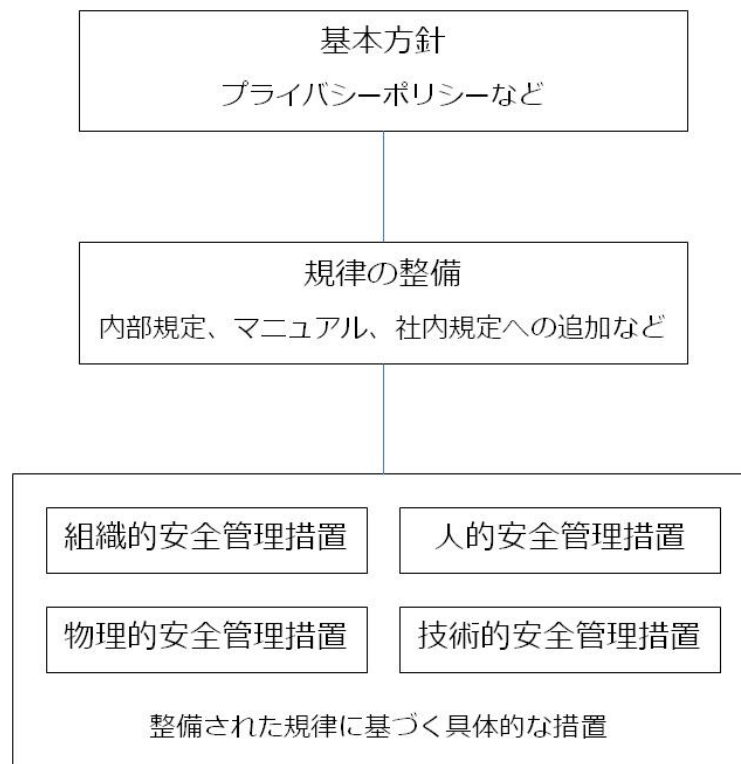 基本方針
プライバシーポリシーなど
規律の整備
内部規定、マニュアル、社内規定への追加など
組織的安全管理措置
人的安全管理措置
物理的安全管理措置
技術的安全管理措置
整備された規律に基づく具体的な措置